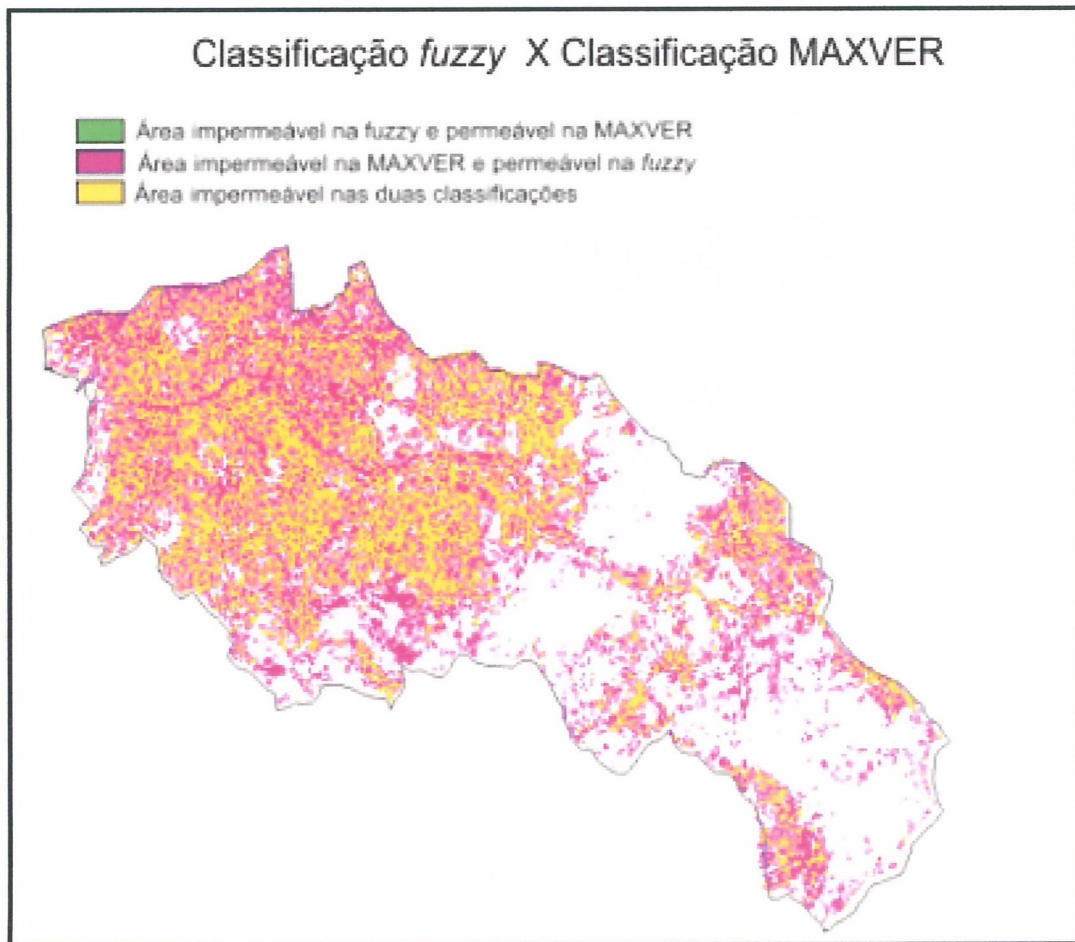 Classificação fuzzy X Classificação MAXVER
Área impermeável na fuzzy e permeável na MAXVER
Área impermeável na MAXVER e permeável na fuzzy
Área impermeável nas duas classificações